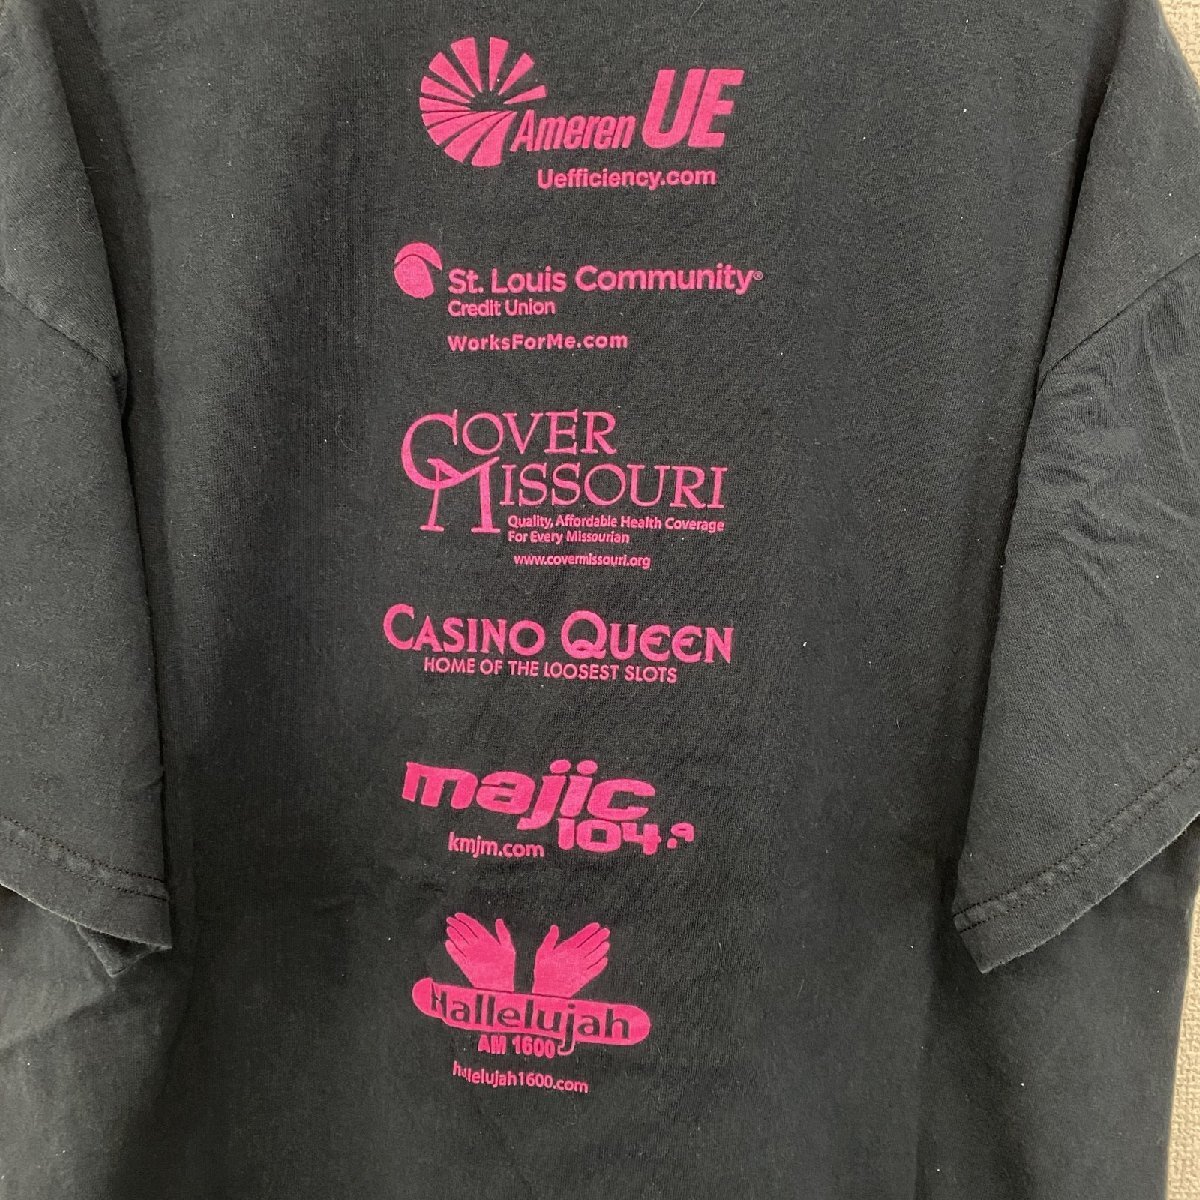 Ameren UE
Uefficiency.com
St. Louis Community®
Credit Union
WorksForMe.com
COVER
MISSOURI
Quality, Affordable Health Coverage
For Every Missourian
www.covermissouri.org
CASINO QUEEN
HOME OF THE LOOSEST SLOTS
majic
104.9
kmjm.com
Hallelujah
AM 1600
hallelujah1600.com